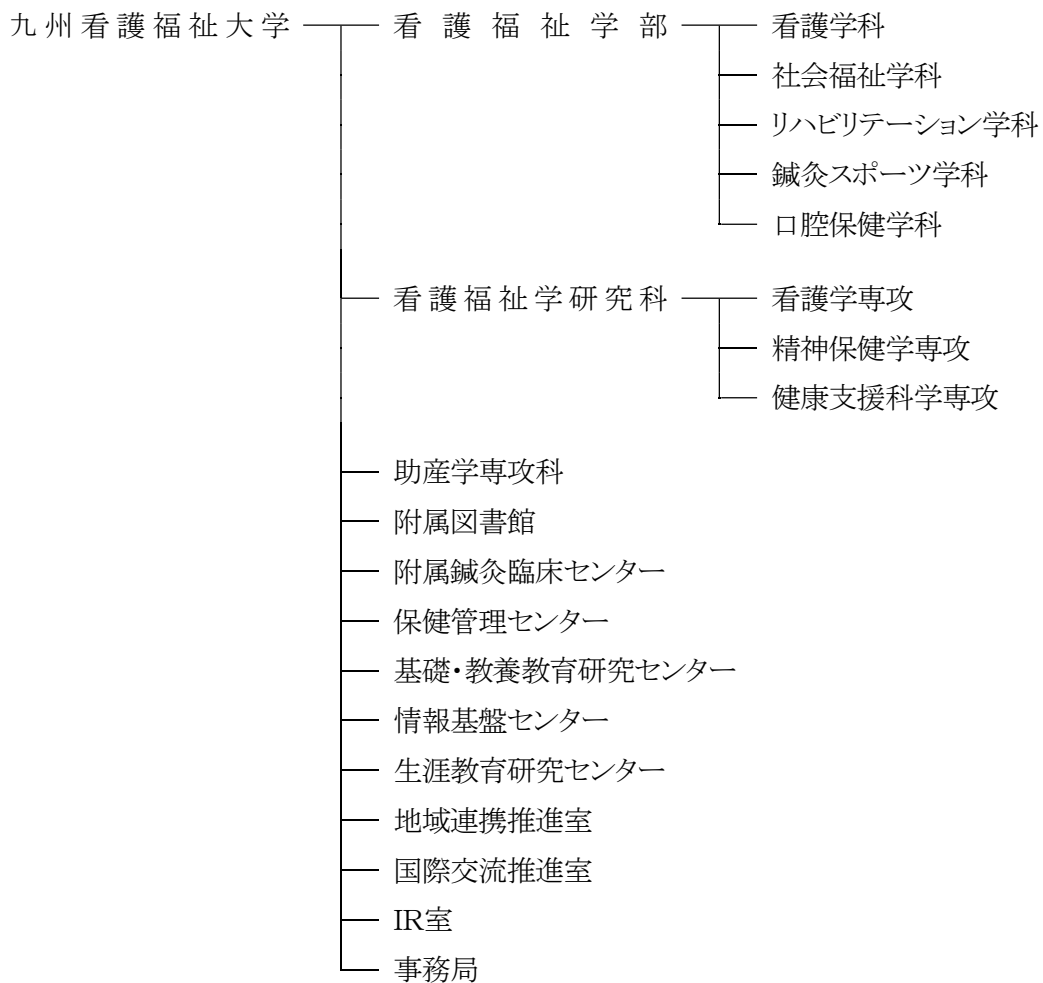 九州看護福祉大学 看護福祉学部 看護学科
社会福祉学科
リハビリテーション学科
鍼灸スポーツ学科
口腔保健学科
看護福祉学研究科 看護学専攻
精神保健学専攻
健康支援科学専攻
助産学専攻科
附属図書館
附属鍼灸臨床センター
保健管理センター
基礎・教養教育研究センター
情報基盤センター
生涯教育研究センター
地域連携推進室
国際交流推進室
IR室
事務局